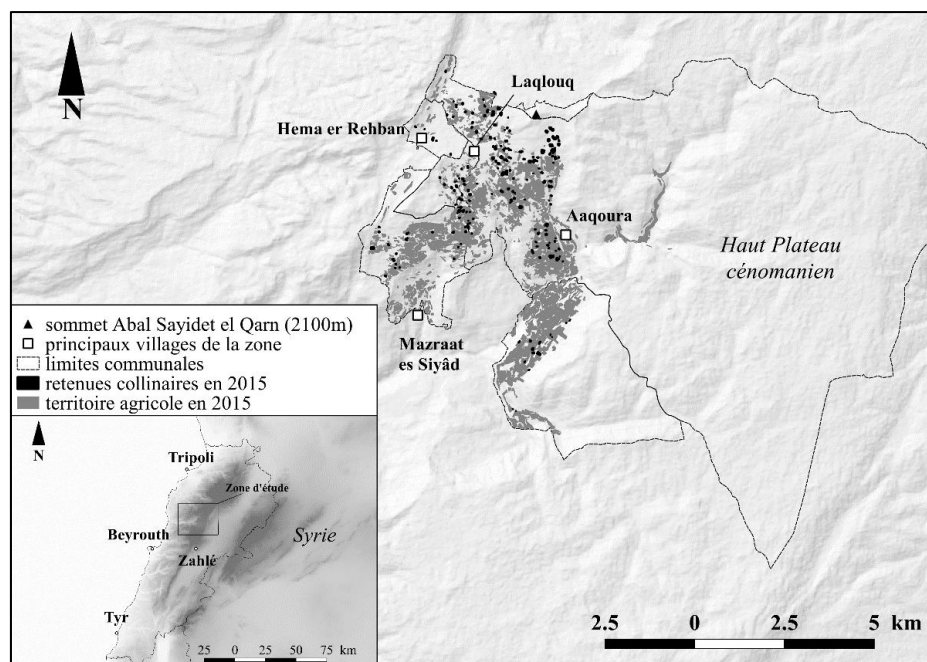 N
Laqlouq
Hema er Rehban
Aaqoura
Haut Plateau
cénomanien
Mazraat
es Siyâd
sommet Abal Sayidet el Qarn (2100m)
principaux villages de la zone
limites communales
retenues collinaires en 2015
territoire agricole en 2015
N
Tripoli
Zone d'étude
Beyrouth
Syrie
Zahlé
Tyr
25 0 25 50 75 km
2.5 0 2.5 5 km